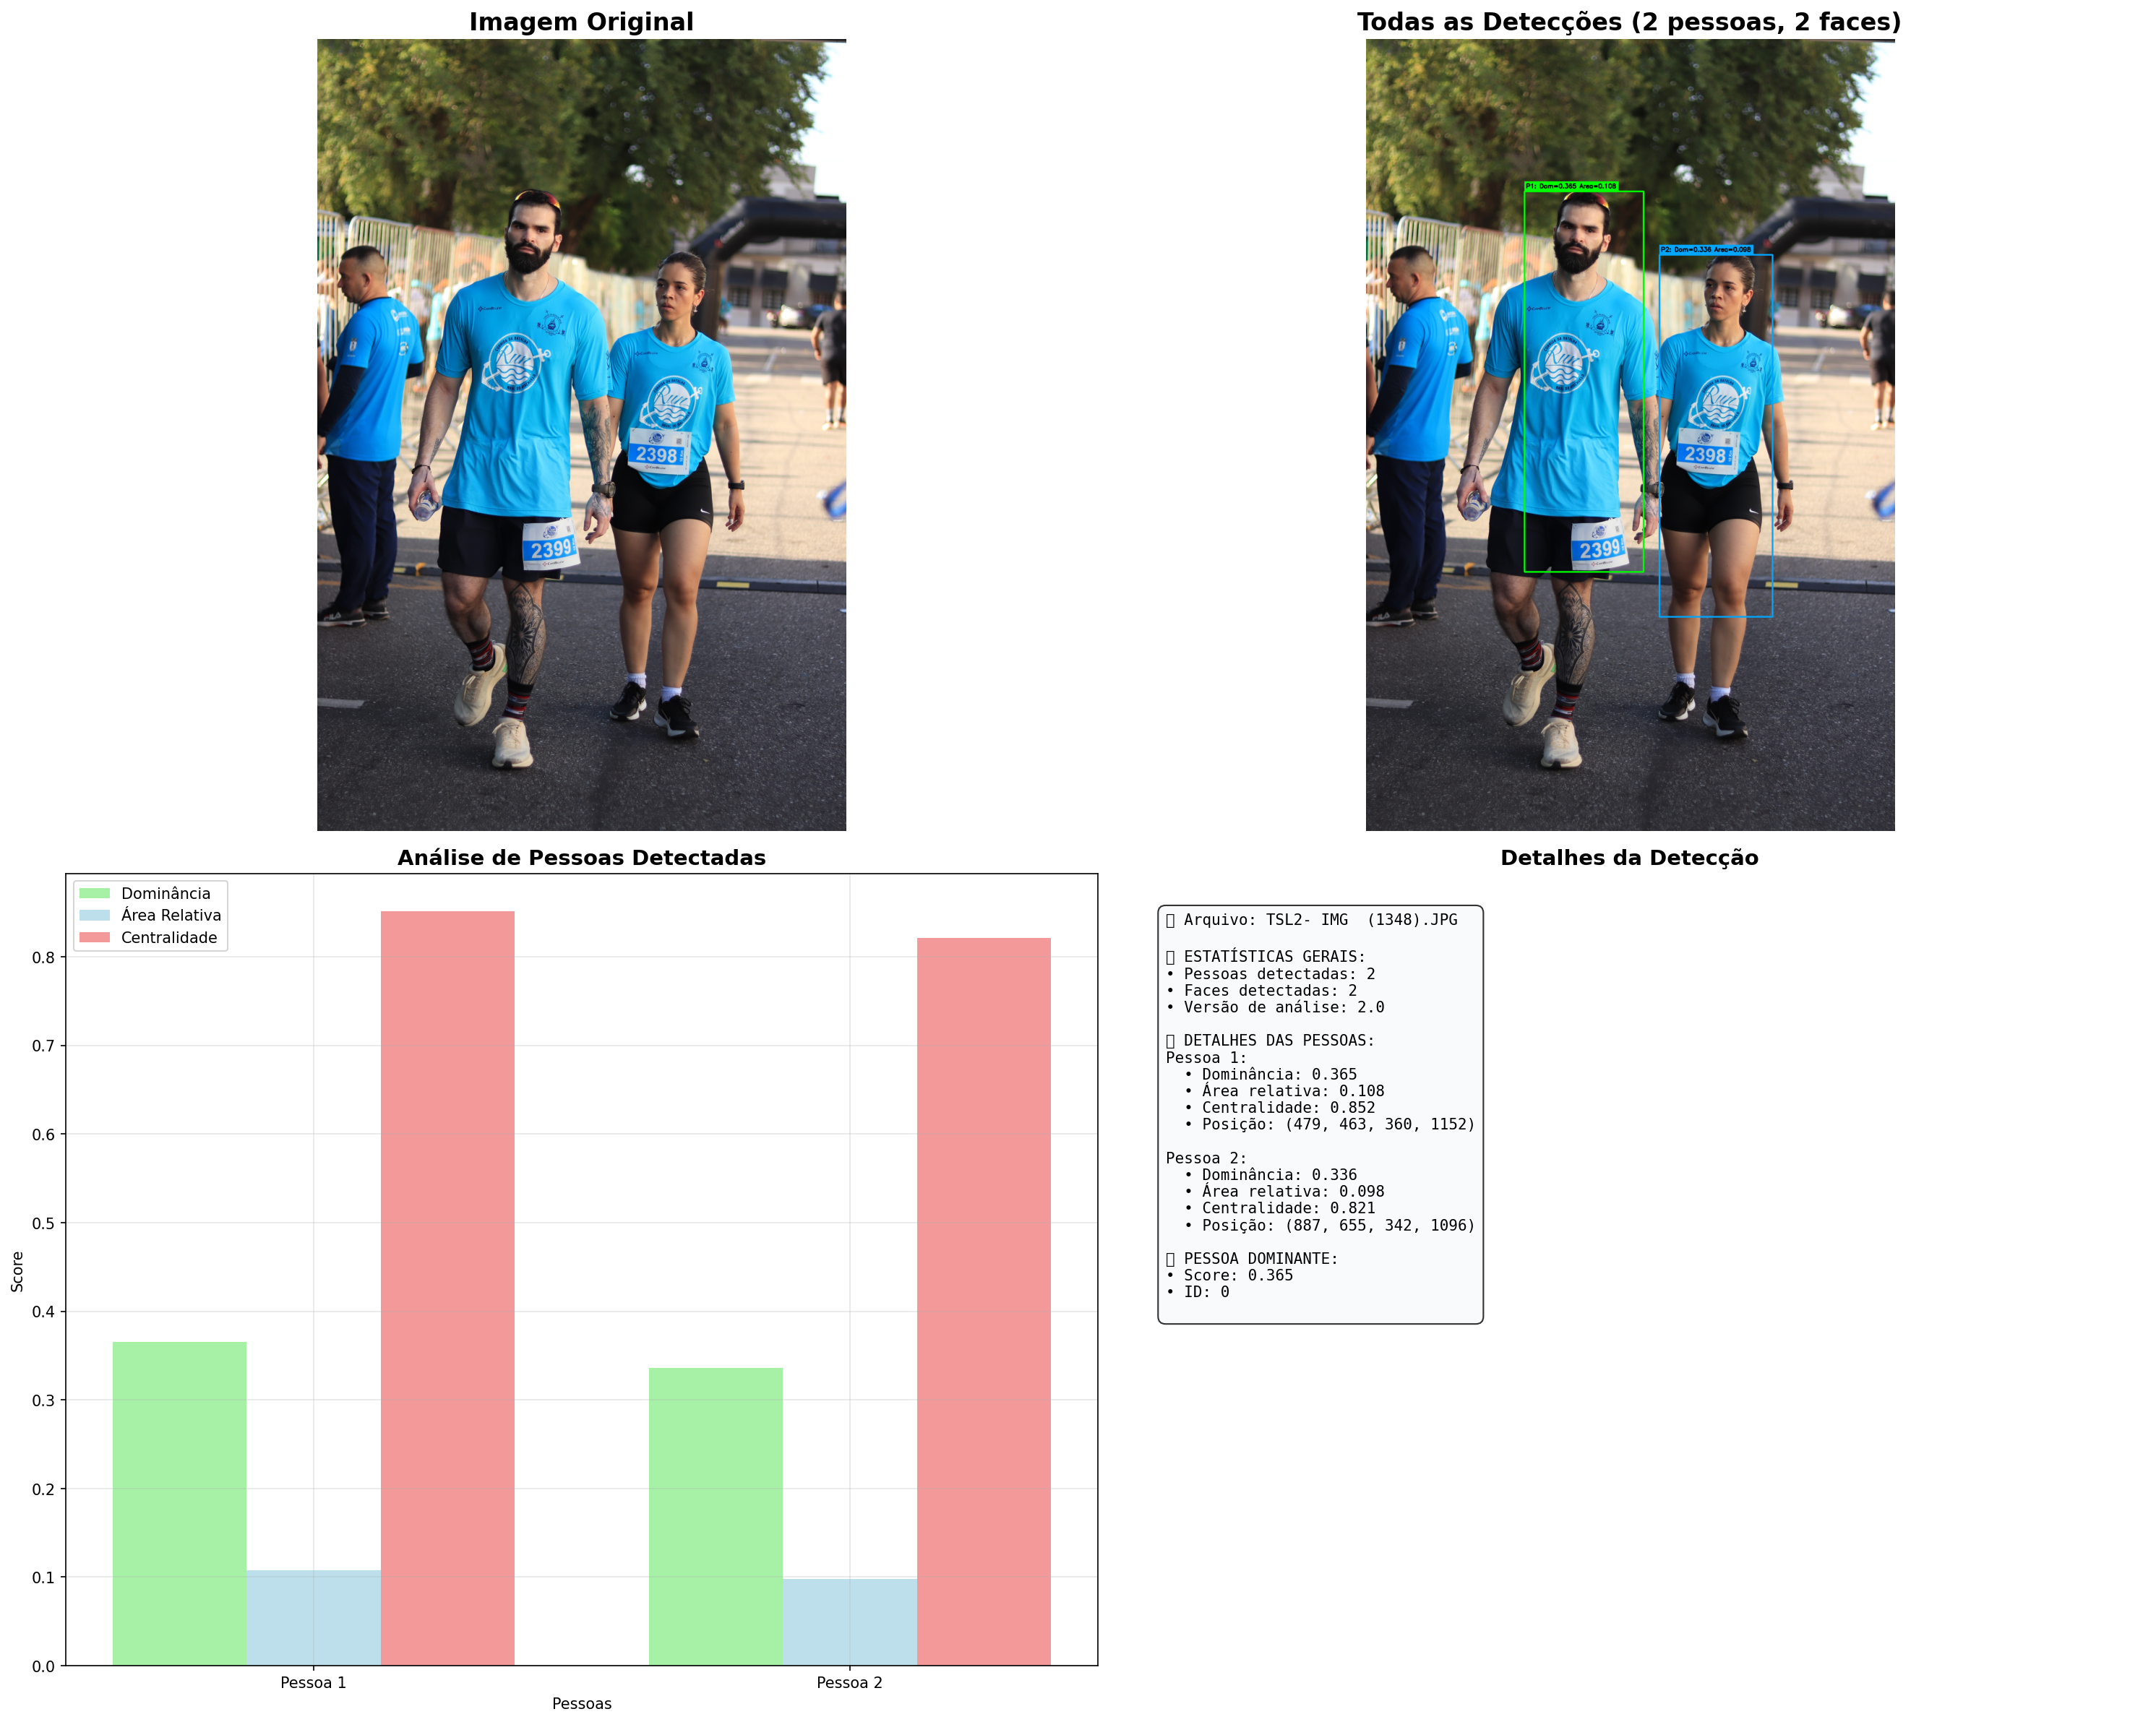 Imagem Original
Todas as Detecções (2 pessoas, 2 faces)
P1: Dom=0.365 Area=0.108
P2: Dom=0.336 Area=0.098
Run
Run
2398
2399
Run
Run
2398
2399
Análise de Pessoas Detectadas
Dominância
Área Relativa
Centralidade
Score
0.8
0.7
0.6
0.5
0.4
0.3
0.2
0.1
0.0
Pessoa 1
Pessoa 2
Pessoas
Detalhes da Detecção
Arquivo: TSL2- IMG  (1348).JPG
ESTATÍSTICAS GERAIS:
• Pessoas detectadas: 2
• Faces detectadas: 2
• Versão de análise: 2.0
DETALHES DAS PESSOAS:
Pessoa 1:
• Dominância: 0.365
• Área relativa: 0.108
• Centralidade: 0.852
• Posição: (479, 463, 360, 1152)
Pessoa 2:
• Dominância: 0.336
• Área relativa: 0.098
• Centralidade: 0.821
• Posição: (887, 655, 342, 1096)
PESSOA DOMINANTE:
• Score: 0.365
• ID: 0